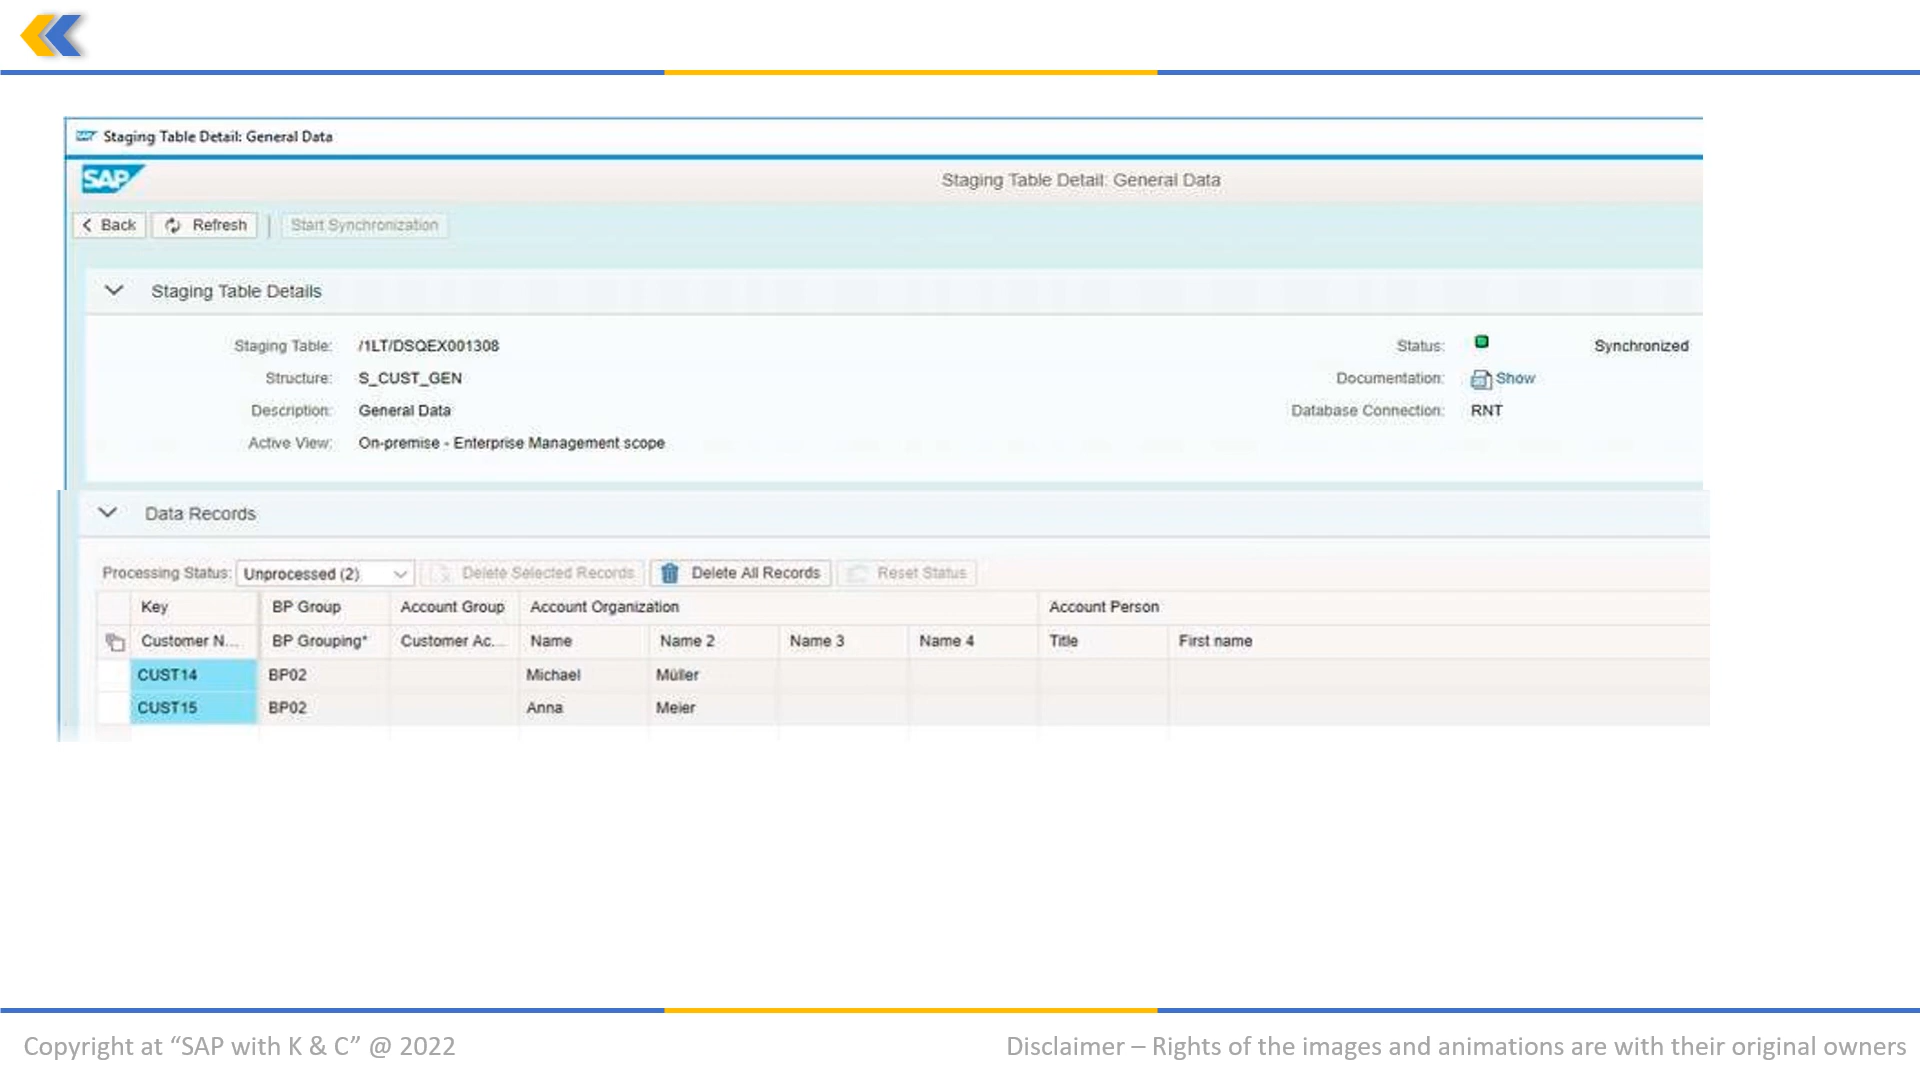 SAP Staging Table Detail: General Data
SAP Staging Table Detail: General Data
Back Refresh Start Synchronization
Staging Table Details
Staging Table: /1LT/DSQEX001308 Status: Synchronized
Structure: S_CUST_GEN Documentation: Show
Description: General Data Database Connection: RNT
Active View: On-premise - Enterprise Management scope
Data Records
Processing Status: Unprocessed (2) Delete Selected Records Delete All Records Reset Status
Key BP Group Account Group Account Organization Account Person
Customer N... BP Grouping* Customer Ac... Name Name 2 Name 3 Name 4 Title First name
CUST14 BP02 Michael Müller
CUST15 BP02 Anna Meier
Copyright at “SAP with K & C” @ 2022 Disclaimer – Rights of the images and animations are with their original owners